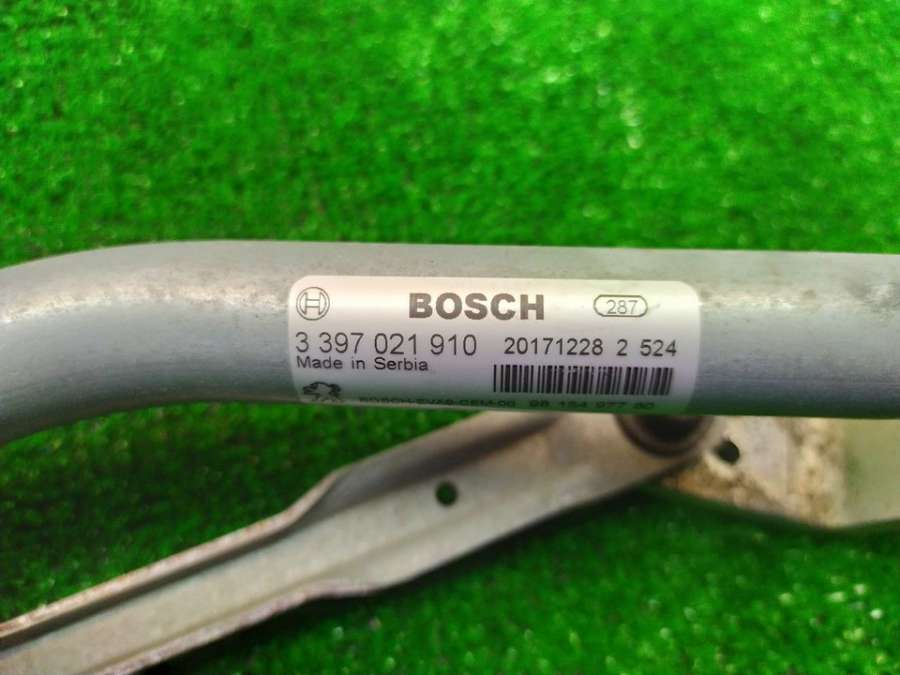 H BOSCH 287
3 397 021 910 20171228 2 524
Made in Serbia